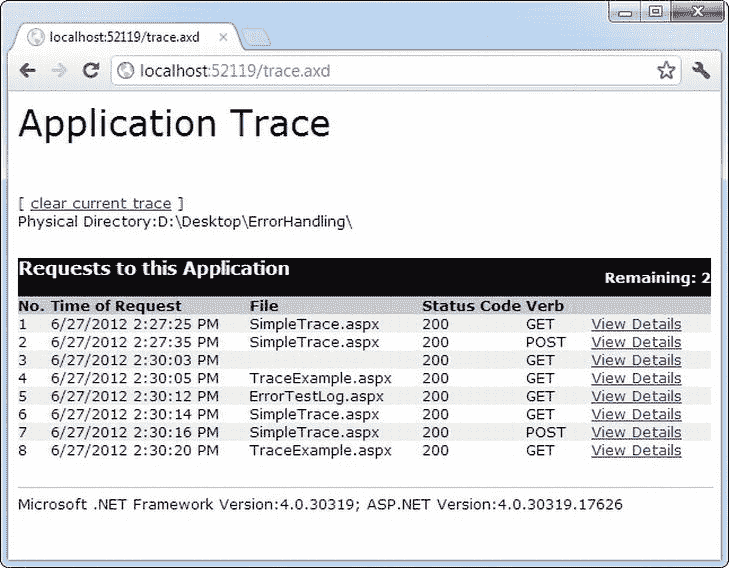 localhost:52119/trace.axd
localhost:52119/trace.axd
Application Trace
[ clear current trace ]
Physical Directory:D:\Desktop\ErrorHandling\
Requests to this Application Remaining: 2
No. Time of Request File Status Code Verb
1 6/27/2012 2:27:25 PM SimpleTrace.aspx 200 GET View Details
2 6/27/2012 2:27:35 PM SimpleTrace.aspx 200 POST View Details
3 6/27/2012 2:30:03 PM 200 GET View Details
4 6/27/2012 2:30:05 PM TraceExample.aspx 200 GET View Details
5 6/27/2012 2:30:12 PM ErrorTestLog.aspx 200 GET View Details
6 6/27/2012 2:30:14 PM SimpleTrace.aspx 200 GET View Details
7 6/27/2012 2:30:16 PM SimpleTrace.aspx 200 POST View Details
8 6/27/2012 2:30:20 PM TraceExample.aspx 200 GET View Details
Microsoft .NET Framework Version:4.0.30319; ASP.NET Version:4.0.30319.17626